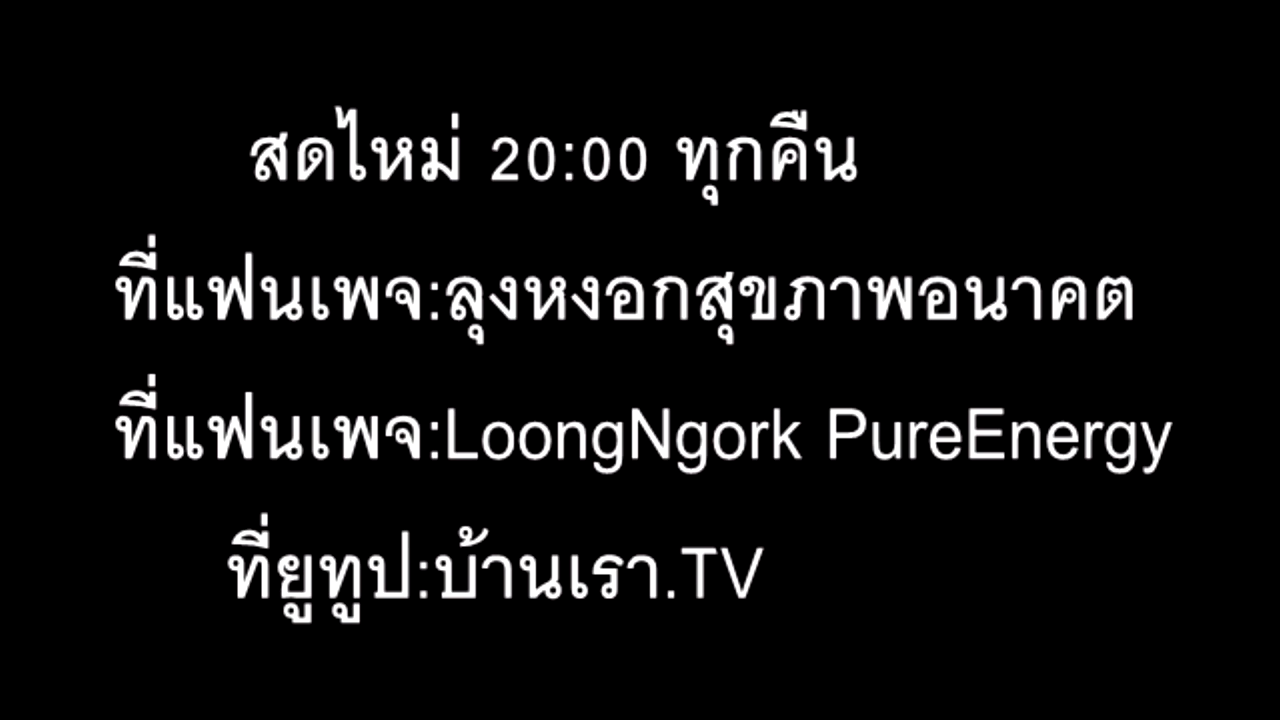 สดใหม่ 20:00 ทุกคืน
ที่แฟนเพจ:ลุงหงอกสุขภาพอนาคต
ที่แฟนเพจ:LoongNgork PureEnergy
ที่ยูทูป:บ้านเรา.TV